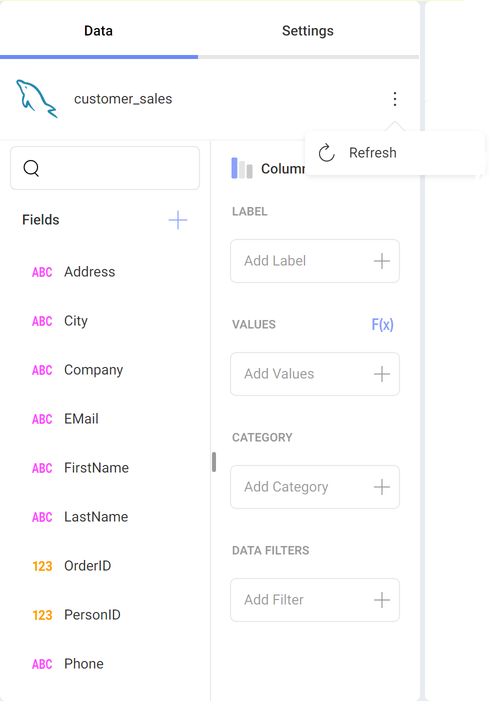 Data
Settings
customer_sales
Refresh
Fields
ABC Address
ABC City
ABC Company
ABC EMail
ABC FirstName
ABC LastName
123 OrderID
123 PersonID
ABC Phone
LABEL
Add Label
VALUES F(x)
Add Values
CATEGORY
Add Category
DATA FILTERS
Add Filter